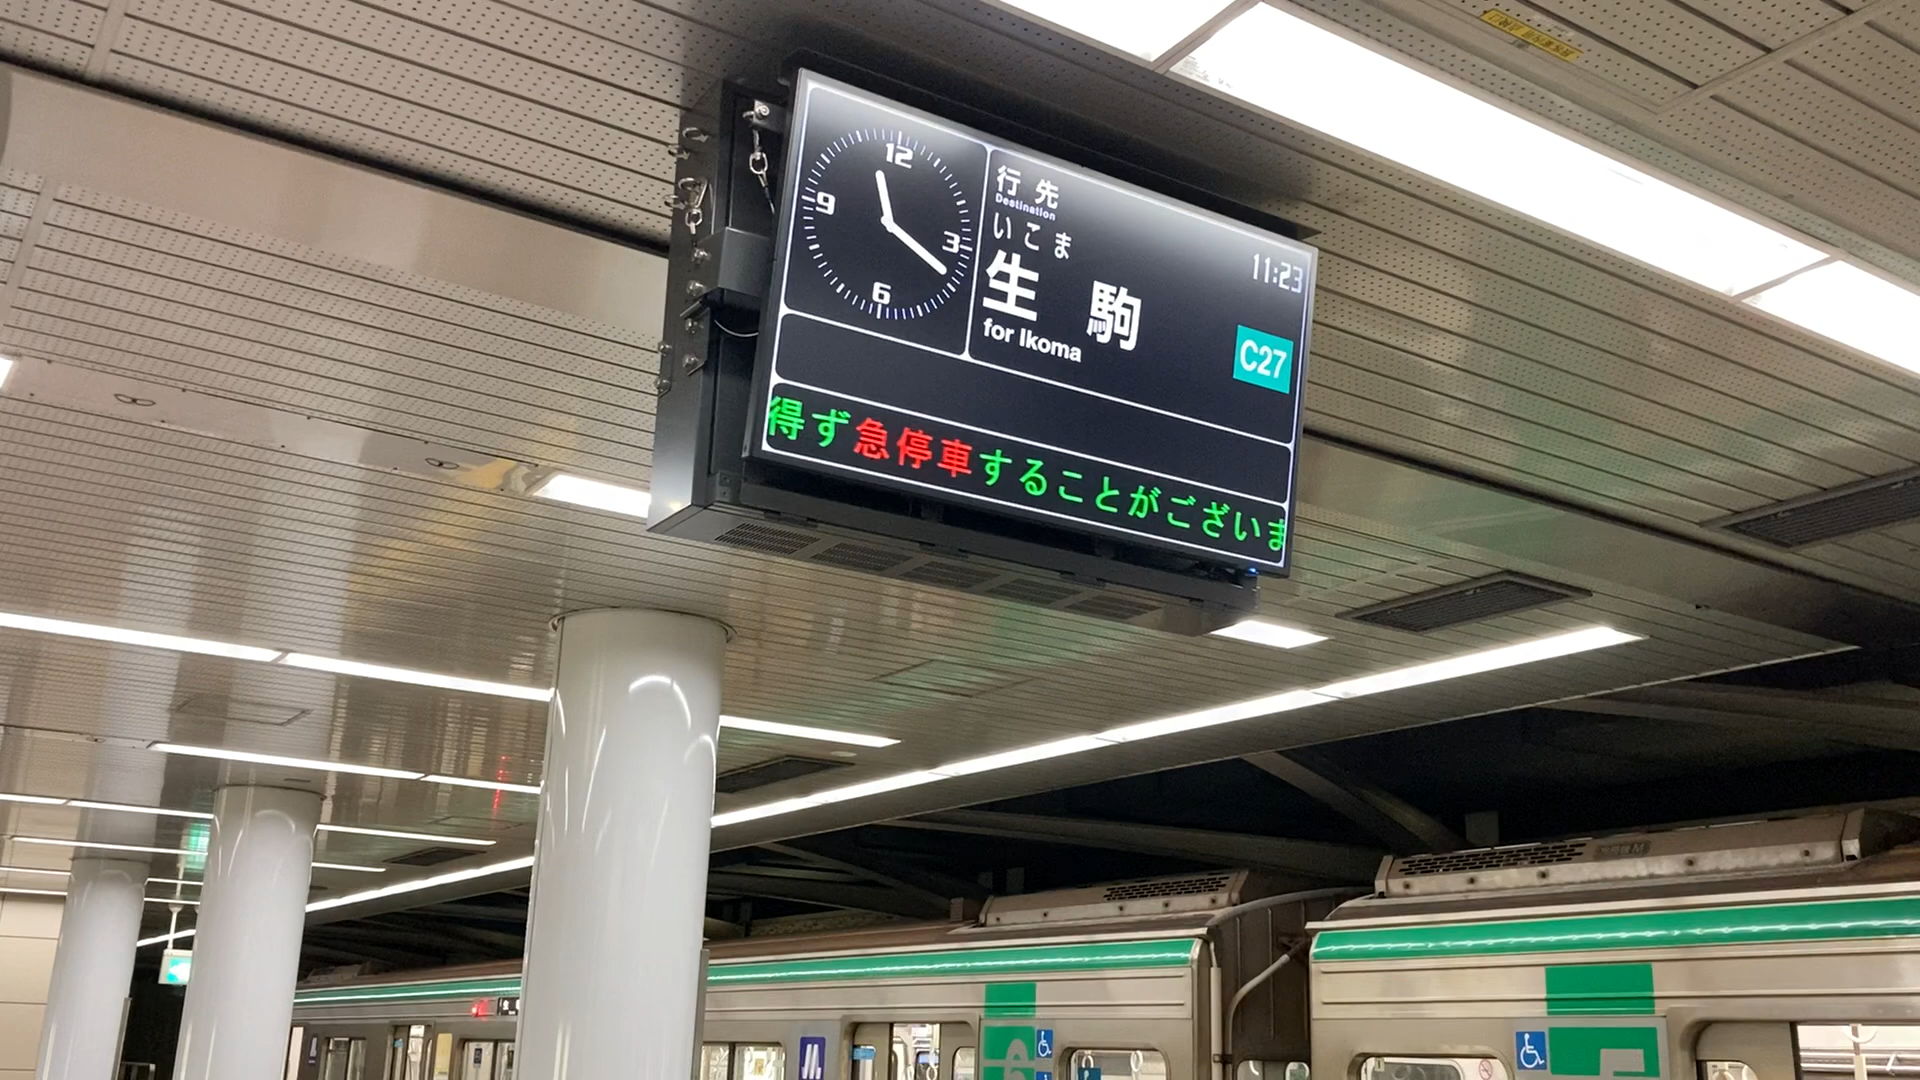 12
9
3
6
行先
Destination
いこま
生駒
for Ikoma
11:23
C27
得ず急停車することがございま